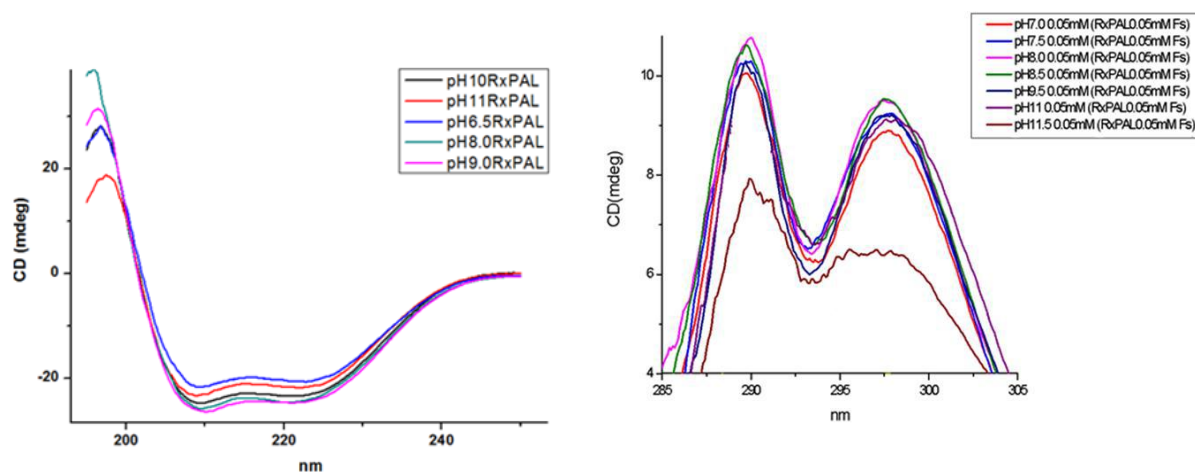 CD (mdeg)
20
0
-20
200
220
240
nm
pH10RxPAL
pH11RxPAL
pH6.5RxPAL
pH8.0RxPAL
pH9.0RxPAL
CD(mdeg)
10
8
6
4
285
290
295
300
305
nm
pH7.0 0.05mM (RxPAL0.05mM Fs)
pH7.5 0.05mM (RxPAL0.05mM Fs)
pH8.0 0.05mM (RxPAL0.05mM Fs)
pH8.5 0.05mM (RxPAL0.05mM Fs)
pH9.5 0.05mM (RxPAL0.05mM Fs)
pH11 0.05mM (RxPAL0.05mM Fs)
pH11.5 0.05mM (RxPAL0.05mM Fs)